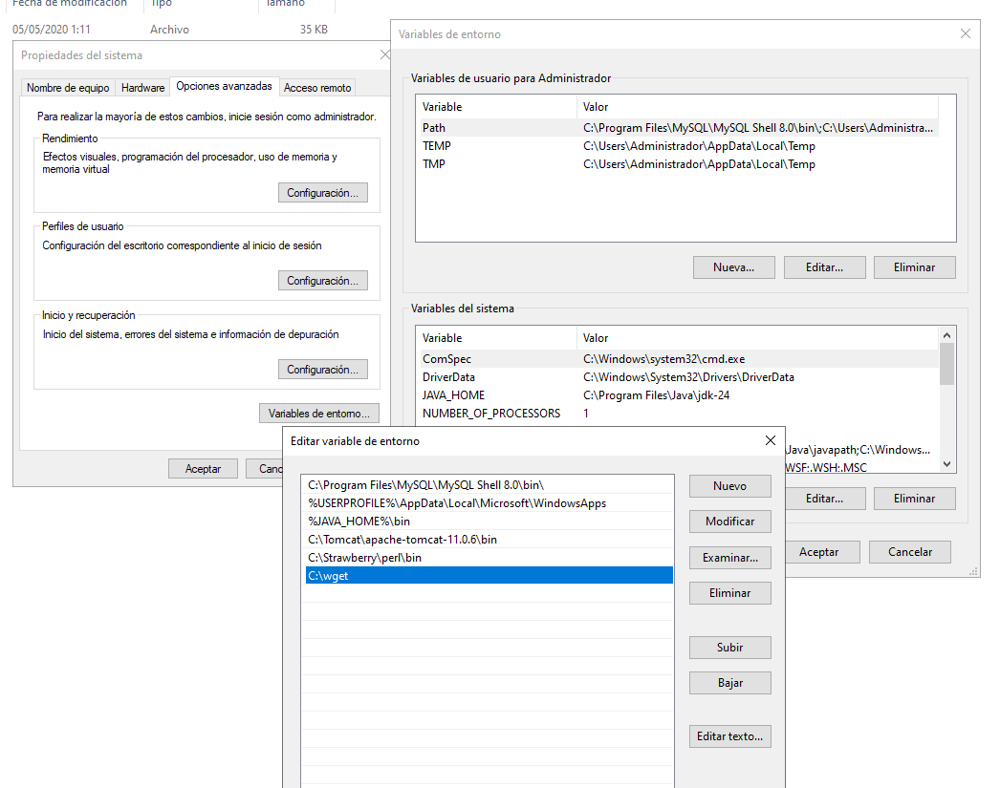 Fecha de modificación Tipo Tamaño
05/05/2020 1:11 Archivo 35 KB
Propiedades del sistema
Nombre de equipo Hardware Opciones avanzadas Acceso remoto
Para realizar la mayoría de estos cambios, inicie sesión como administrador.
Rendimiento
Efectos visuales, programación del procesador, uso de memoria y
memoria virtual
Configuración...
Perfiles de usuario
Configuración del escritorio correspondiente al inicio de sesión
Configuración...
Inicio y recuperación
Inicio del sistema, errores del sistema e información de depuración
Configuración...
Variables de entorno...
Aceptar Canc
Variables de entorno
Variables de usuario para Administrador
Variable Valor
Path C:\Program Files\MySQL\MySQL Shell 8.0\bin\;C:\Users\Administra...
TEMP C:\Users\Administrador\AppData\Local\Temp
TMP C:\Users\Administrador\AppData\Local\Temp
Nueva... Editar... Eliminar
Variables del sistema
Variable Valor
ComSpec C:\Windows\system32\cmd.exe
DriverData C:\Windows\System32\Drivers\DriverData
JAVA_HOME C:\Program Files\Java\jdk-24
NUMBER_OF_PROCESSORS 1
Java\javapath;C:\Windows...
WSF;.WSH;.MSC
Editar... Eliminar
Aceptar Cancelar
Editar variable de entorno
C:\Program Files\MySQL\MySQL Shell 8.0\bin\
%USERPROFILE%\AppData\Local\Microsoft\WindowsApps
%JAVA_HOME%\bin
C:\Tomcat\apache-tomcat-11.0.6\bin
C:\Strawberry\perl\bin
C:\wget
Nuevo
Modificar
Examinar...
Eliminar
Subir
Bajar
Editar texto...